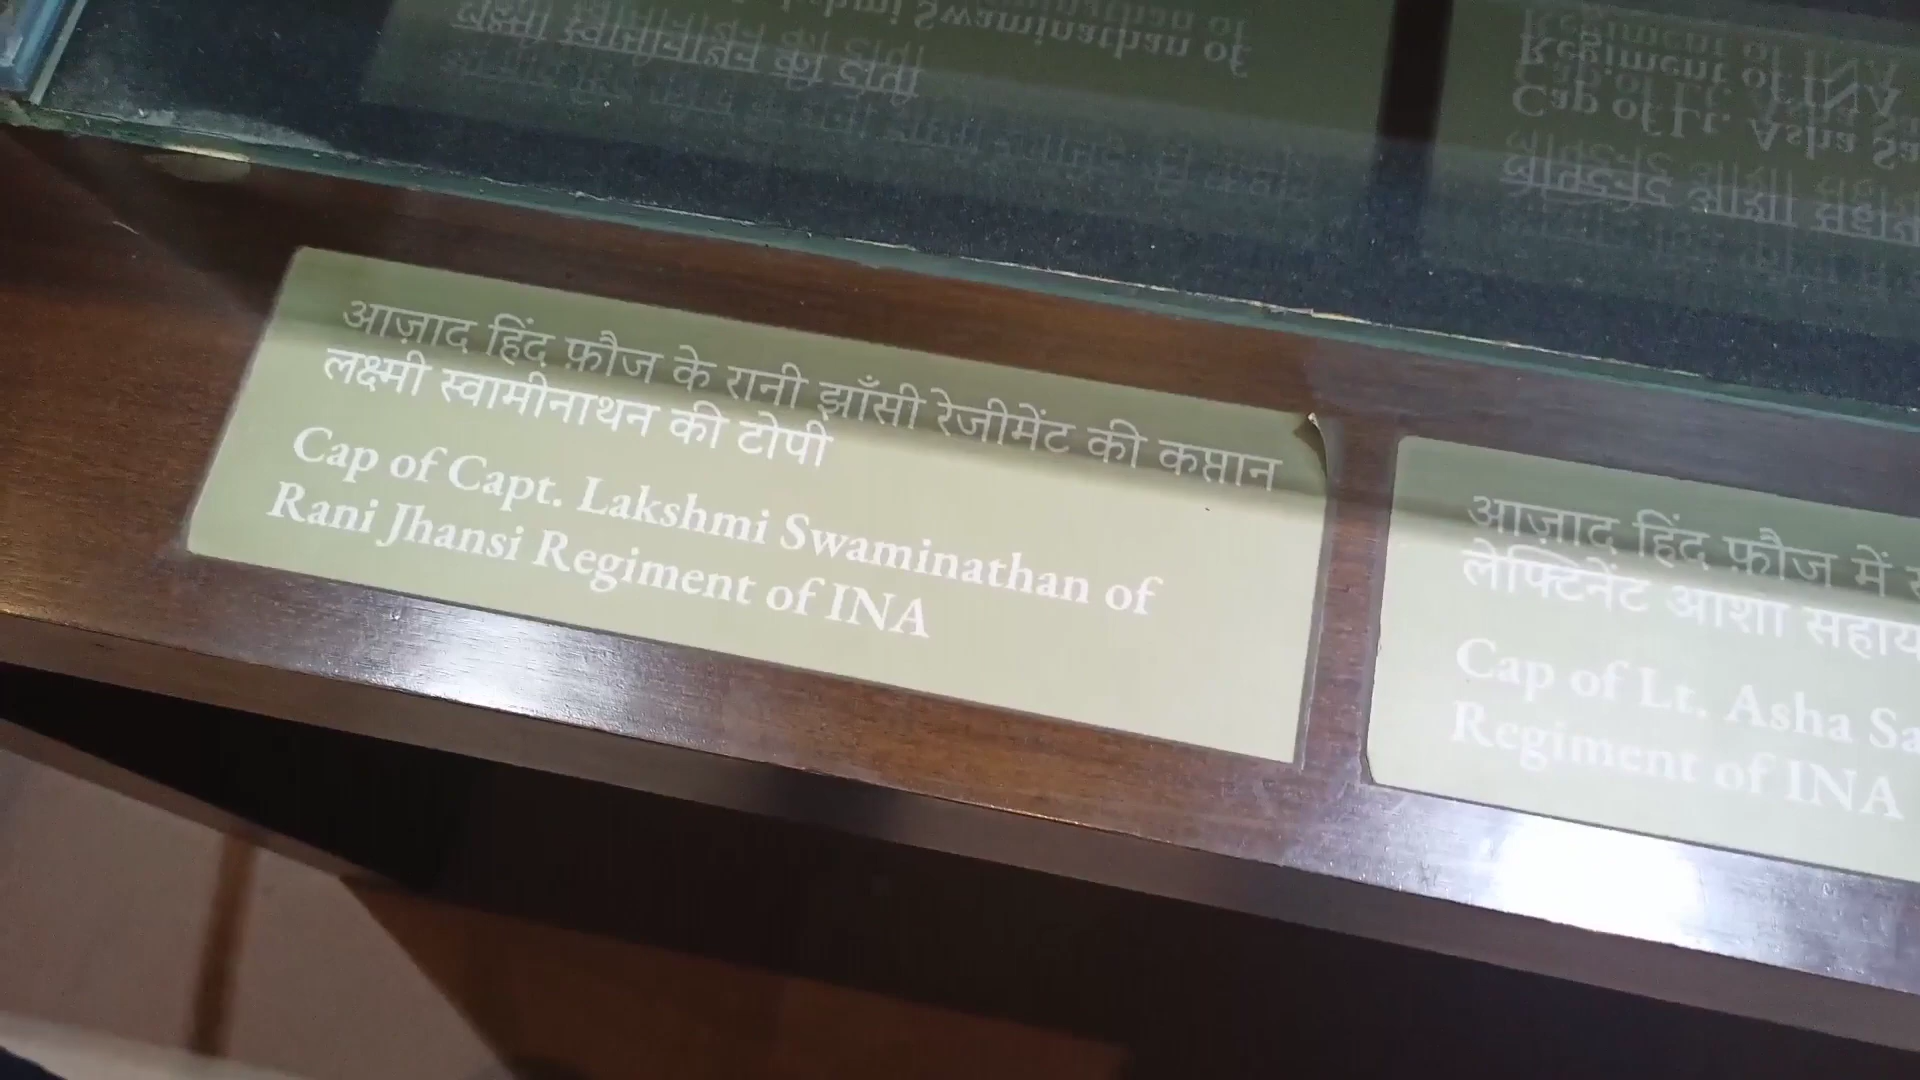 आज़ाद हिंद फ़ौज के रानी झाँसी रेजीमेंट की कप्तान
लक्ष्मी स्वामीनाथन की टोपी
Cap of Capt. Lakshmi Swaminathan of
Rani Jhansi Regiment of INA
आज़ाद हिंद फ़ौज में
लेफ्टिनेंट आशा सहाय
Cap of Lt. Asha
Regiment of INA